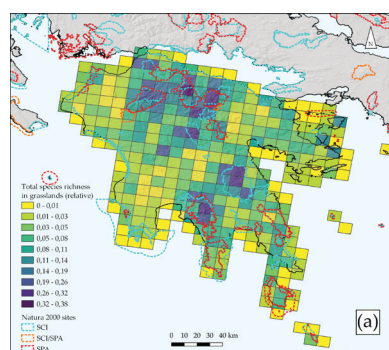 N
Total species richness
in grasslands (relative)
0 - 0,01
0,01 - 0,03
0,03 - 0,05
0,05 - 0,08
0,08 - 0,11
0,11 - 0,14
0,14 - 0,19
0,19 - 0,26
0,26 - 0,32
0,32 - 0,38
Natura 2000 sites
SCI
SCI/SPA
SPA
0 10 20 30 40 km
(a)